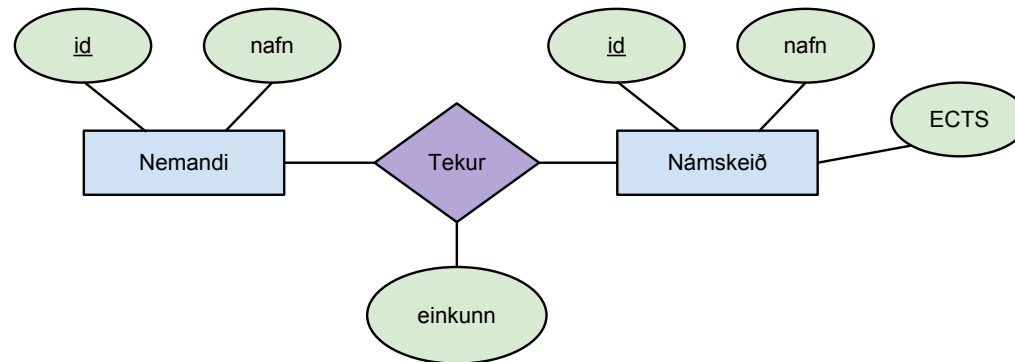 id
nafn
id
nafn
ECTS
Nemandi
Tekur
Námskeið
einkunn